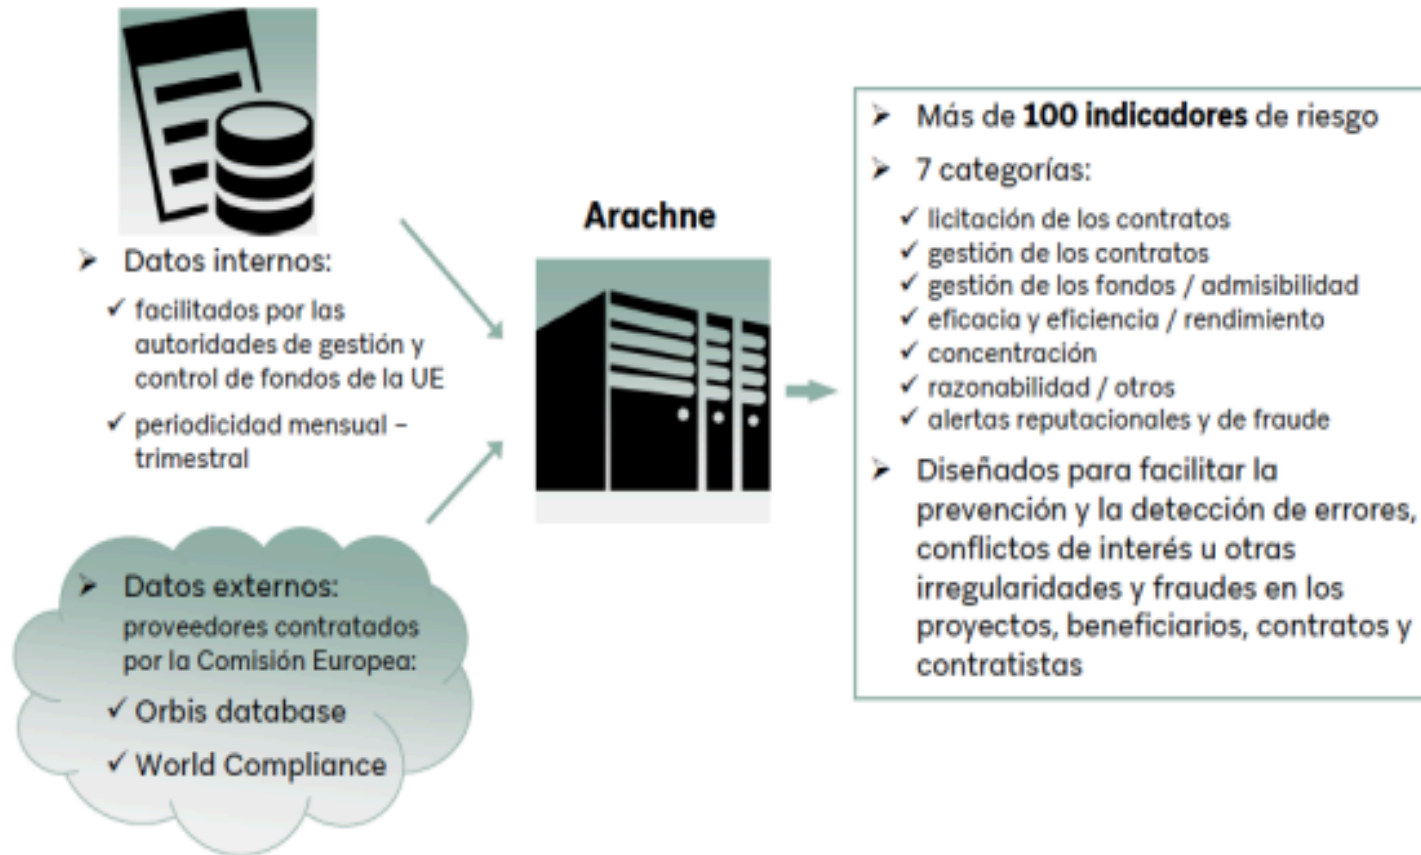 ➤ Datos internos:
✓ facilitados por las
autoridades de gestión y
control de fondos de la UE
✓ periodicidad mensual –
trimestral
➤ Datos externos:
proveedores contratados
por la Comisión Europea:
✓ Orbis database
✓ World Compliance
Arachne
➤ Más de 100 indicadores de riesgo
➤ 7 categorías:
✓ licitación de los contratos
✓ gestión de los contratos
✓ gestión de los fondos / admisibilidad
✓ eficacia y eficiencia / rendimiento
✓ concentración
✓ razonabilidad / otros
✓ alertas reputacionales y de fraude
➤ Diseñados para facilitar la
prevención y la detección de errores,
conflictos de interés u otras
irregularidades y fraudes en los
proyectos, beneficiarios, contratos y
contratistas